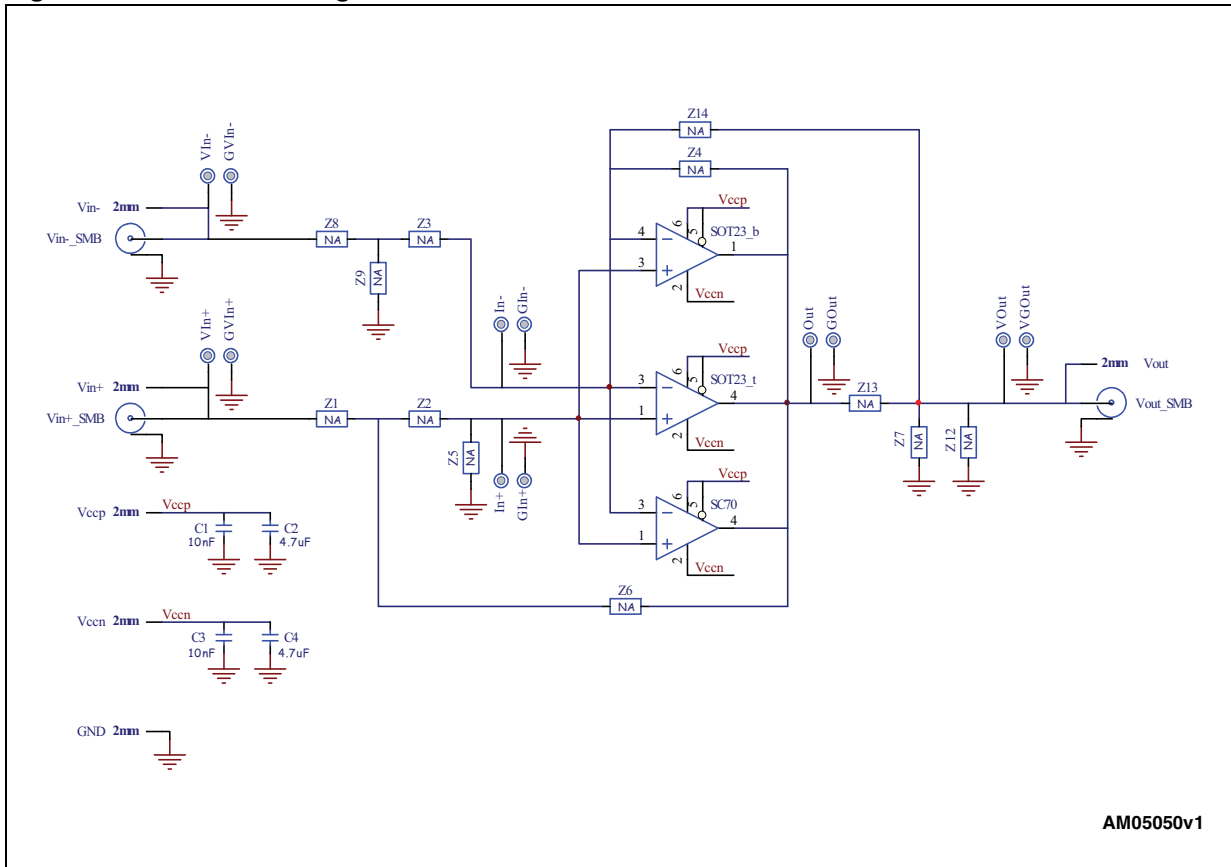 Z14
NA
Z4
NA
VIn-
GVIn-
Vccp
Vin- 2mm
Vin-_SMB
Z8
NA
Z3
NA
Z9
NA
4
3
6
5
2
1
SOT23_b
Vccn
VIn+
GVIn+
In-
GIn-
Out
GOut
VOut
VGOut
Vccp
Vin+ 2mm
Vin+_SMB
Z1
NA
Z2
NA
Z5
NA
In+
GIn+
3
1
6
5
2
4
SOT23_t
Vccn
Z13
NA
Z7
NA
Z12
NA
2mm Vout
Vout_SMB
Vccp
Vccp 2mm
Vccp
C1
10nF
C2
4.7uF
3
1
6
5
2
4
SC70
Vccn
Z6
NA
Vccn 2mm
Vccn
C3
10nF
C4
4.7uF
GND 2mm
AM05050v1